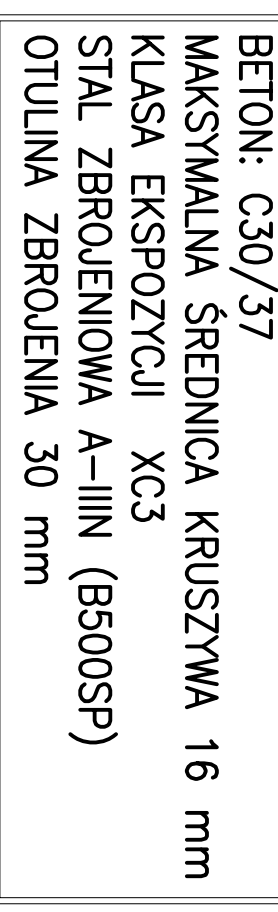 BETON: C30/37
MAKSYMALNA ŚREDNICA KRUSZYWA 16 mm
KLASA EKSPOZYCJI XC3
STAL ZBROJENIOWA A-IIIN (B500SP)
OTULINA ZBROJENIA 30 mm